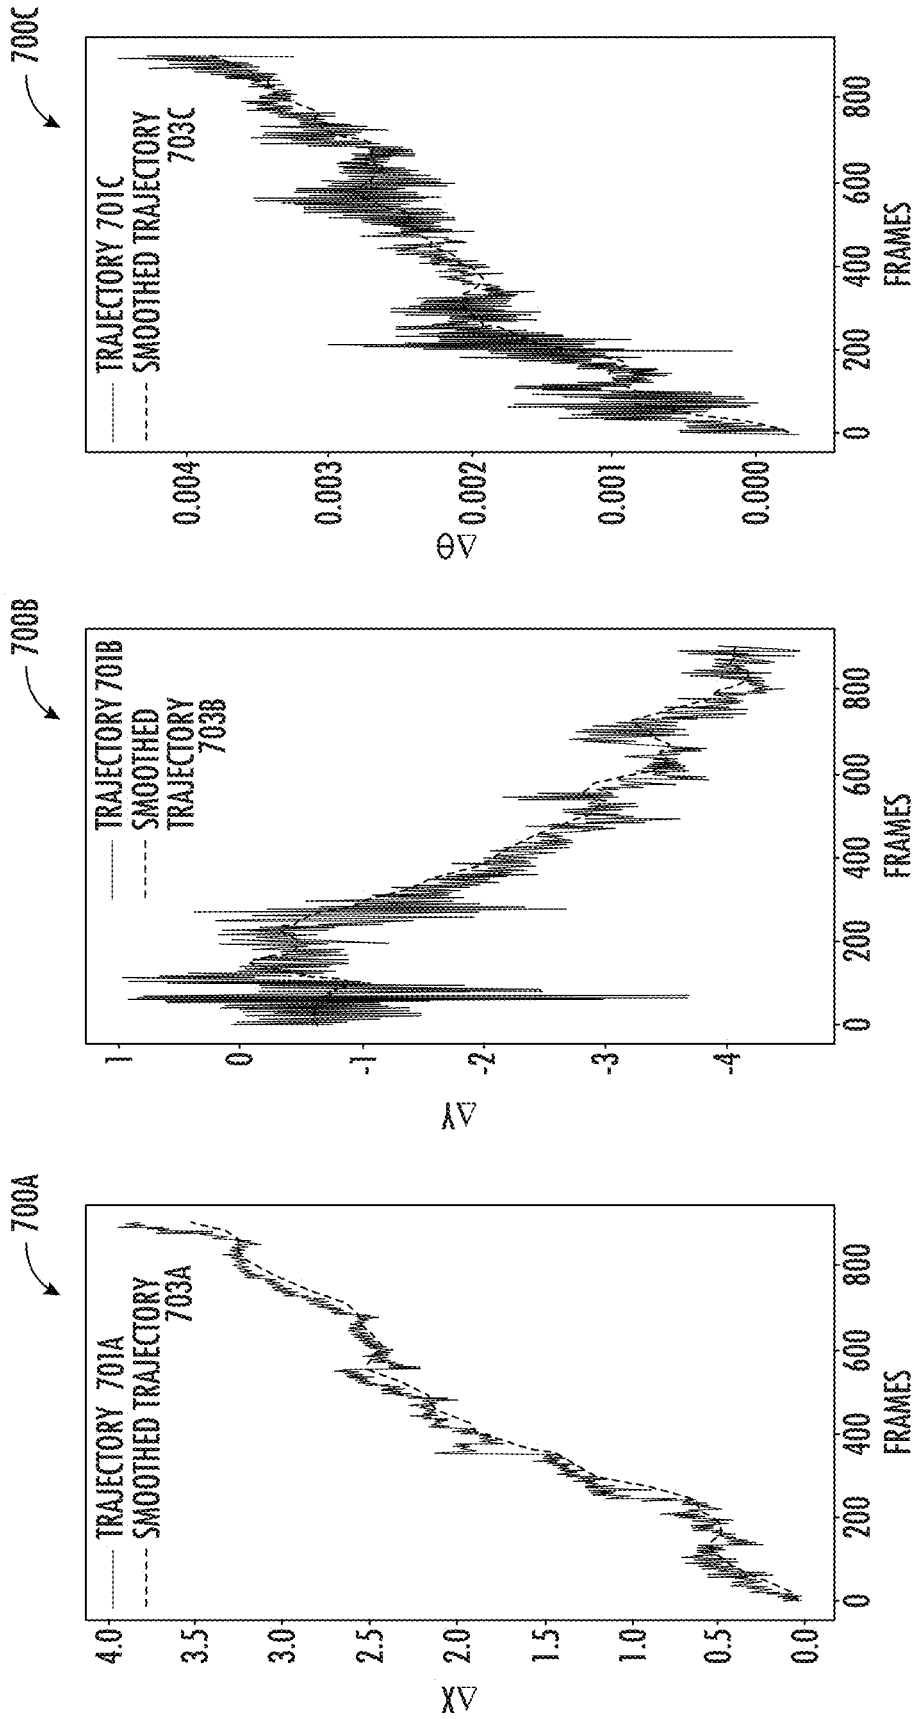 700A
TRAJECTORY 701A
SMOOTHED TRAJECTORY
703A
ΔX
4.0
3.5
3.0
2.5
2.0
1.5
1.0
0.5
0.0
0 200 400 600 800
FRAMES
700B
TRAJECTORY 701B
SMOOTHED
TRAJECTORY
703B
ΔY
1
0
-1
-2
-3
-4
0 200 400 600 800
FRAMES
700C
TRAJECTORY 701C
SMOOTHED TRAJECTORY
703C
Δθ
0.004
0.003
0.002
0.001
0.000
0 200 400 600 800
FRAMES